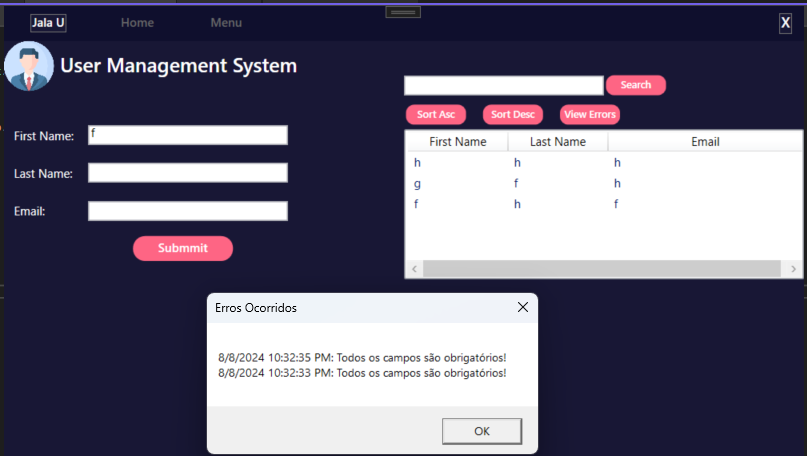 Jala U Home Menu X
User Management System
Search
Sort Asc Sort Desc View Errors
First Name: f
Last Name:
Email:
Submmit
First Name Last Name Email
h h h
g f h
f h f
Erros Ocorridos
8/8/2024 10:32:35 PM: Todos os campos são obrigatórios!
8/8/2024 10:32:33 PM: Todos os campos são obrigatórios!
OK